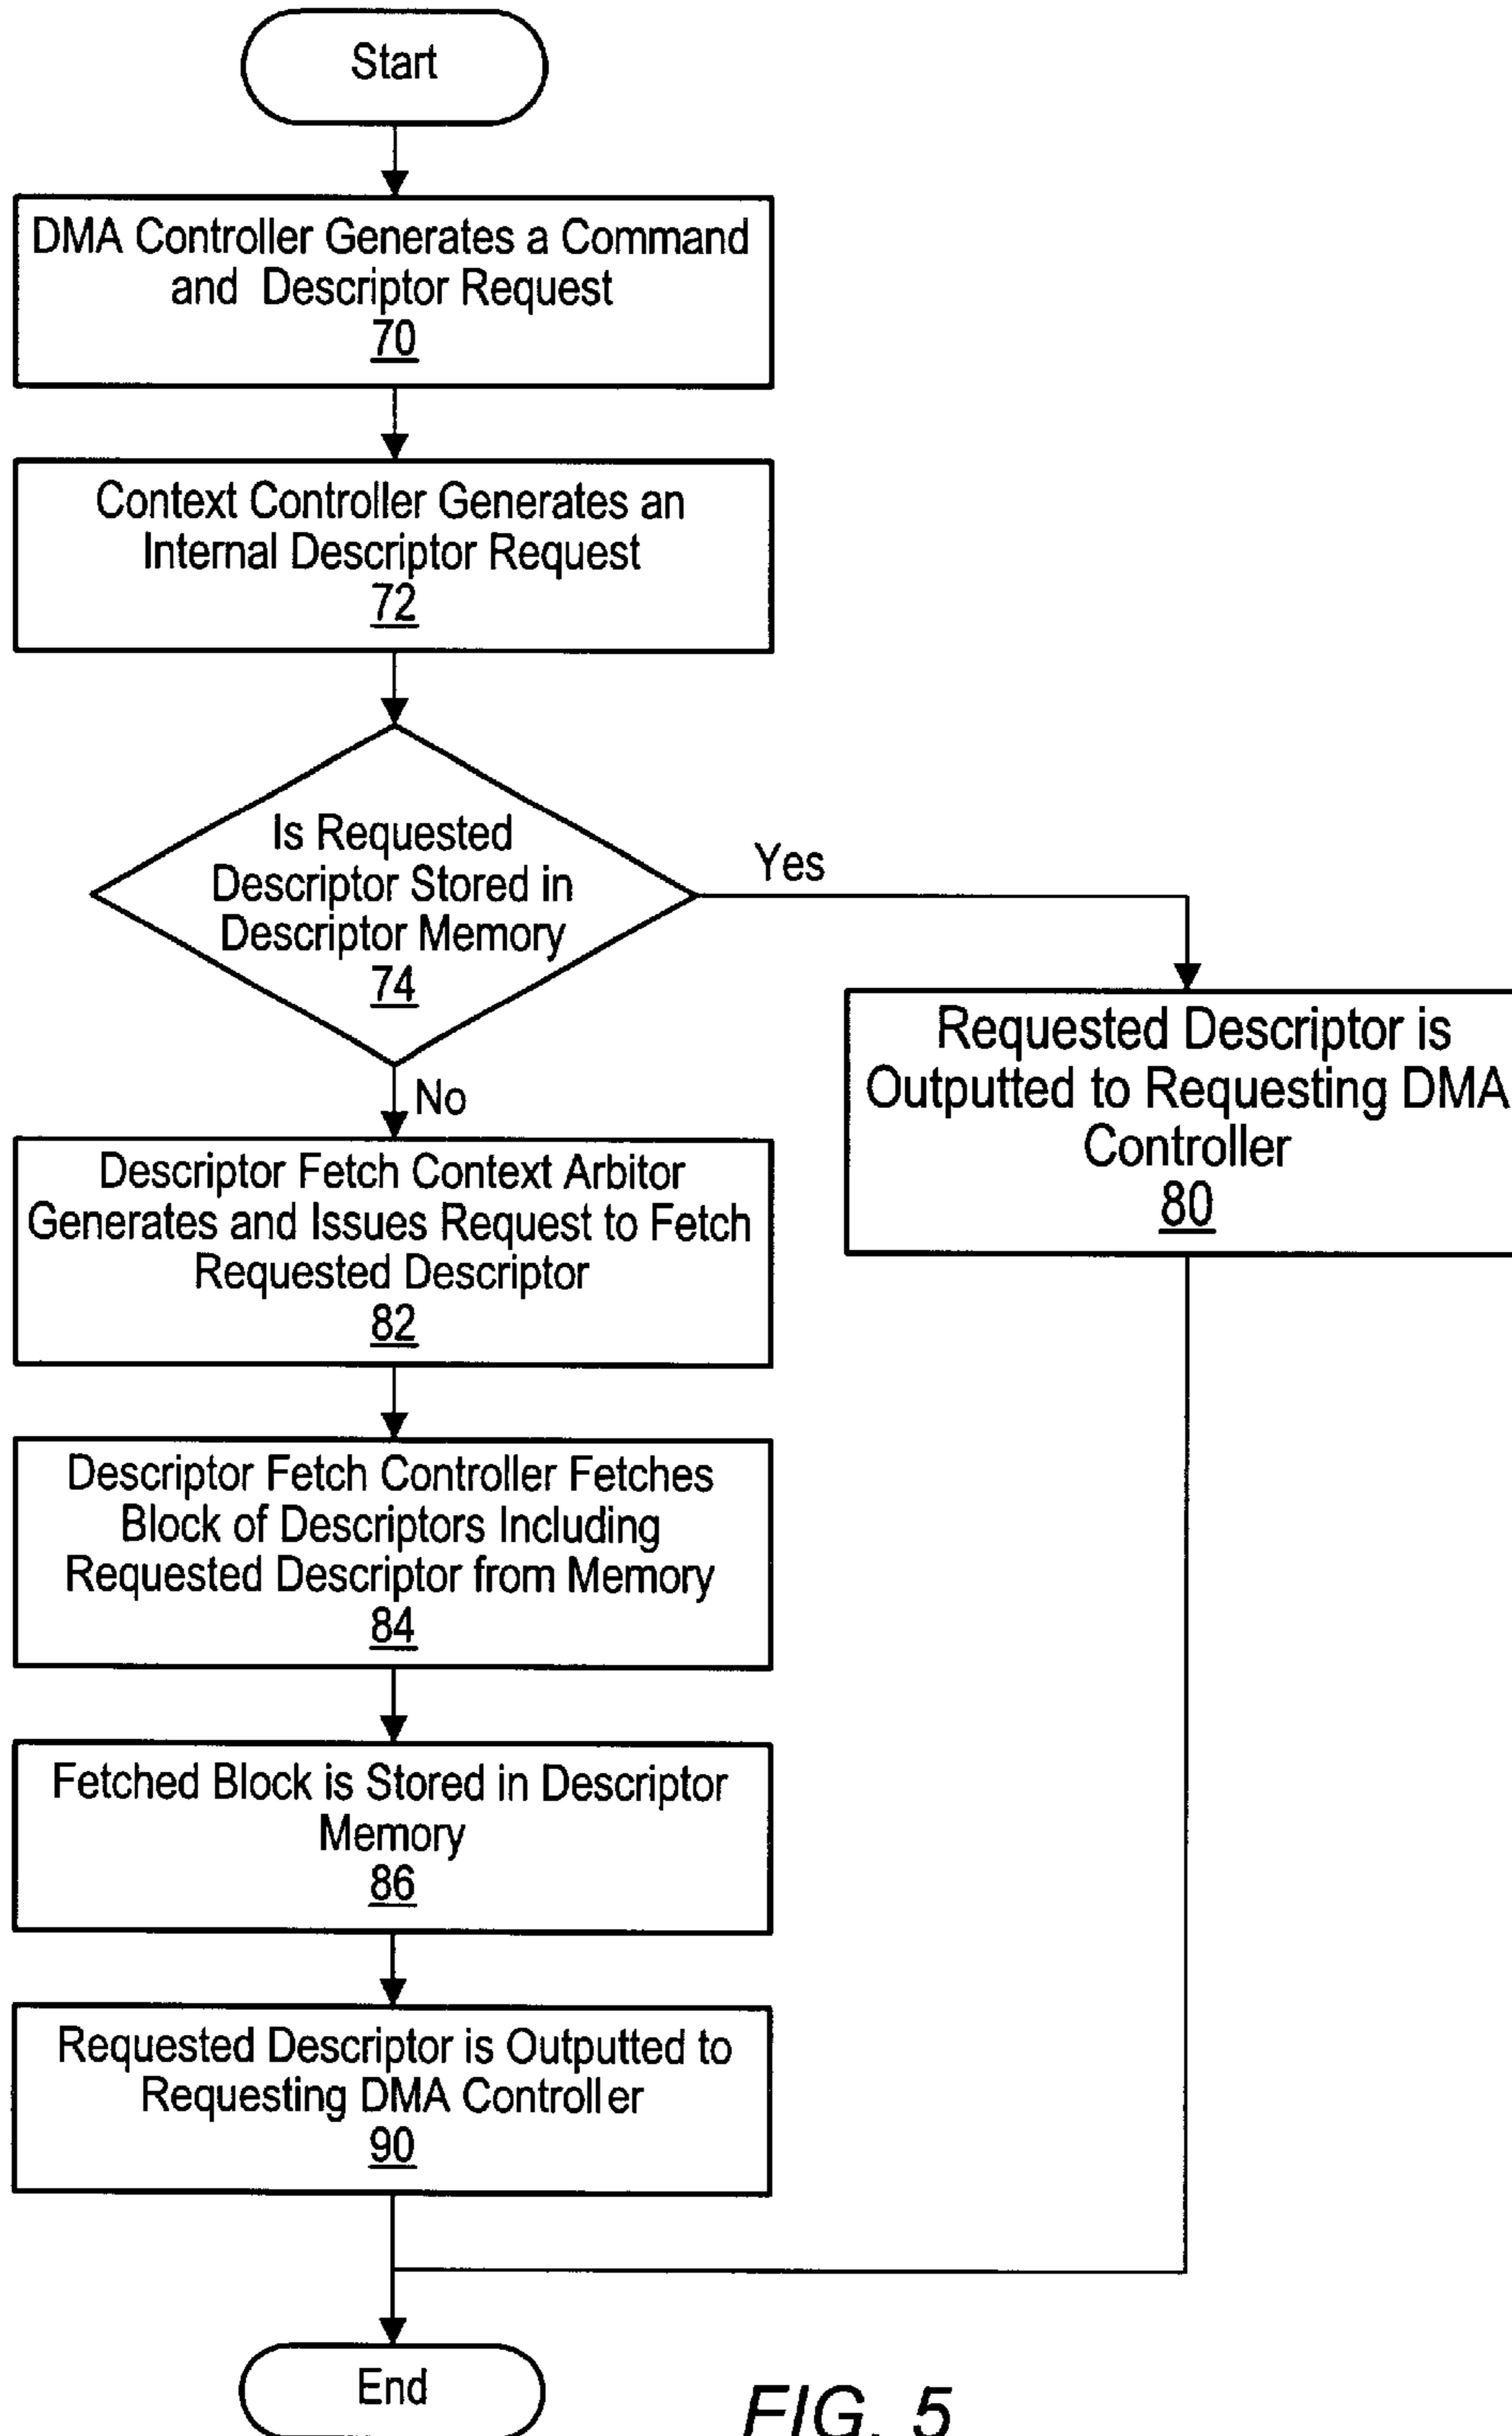 Start
DMA Controller Generates a Command
and Descriptor Request
70
Context Controller Generates an
Internal Descriptor Request
72
Is Requested
Descriptor Stored in
Descriptor Memory
74
Yes
No
Requested Descriptor is
Outputted to Requesting DMA
Controller
80
Descriptor Fetch Context Arbitor
Generates and Issues Request to Fetch
Requested Descriptor
82
Descriptor Fetch Controller Fetches
Block of Descriptors Including
Requested Descriptor from Memory
84
Fetched Block is Stored in Descriptor
Memory
86
Requested Descriptor is Outputted to
Requesting DMA Controller
90
End
FIG. 5